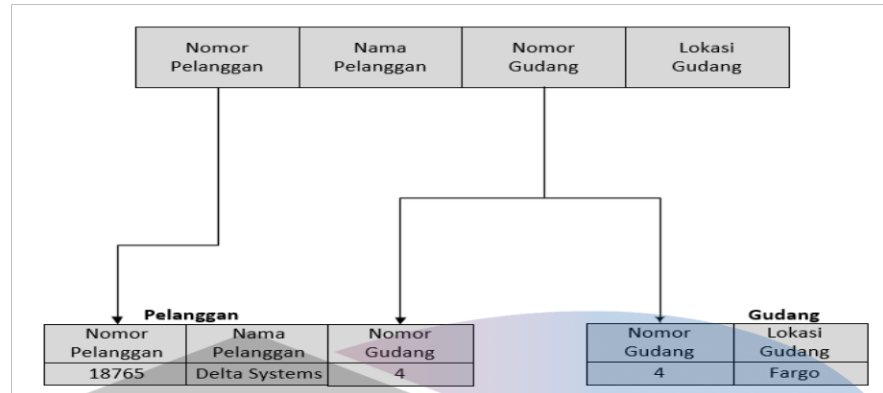 Nomor Nama Nomor Lokasi
Pelanggan Pelanggan Gudang Gudang
Pelanggan Gudang
Nomor Nama Nomor Nomor Lokasi
Pelanggan Pelanggan Gudang Gudang Gudang
18765 Delta Systems 4 4 Fargo